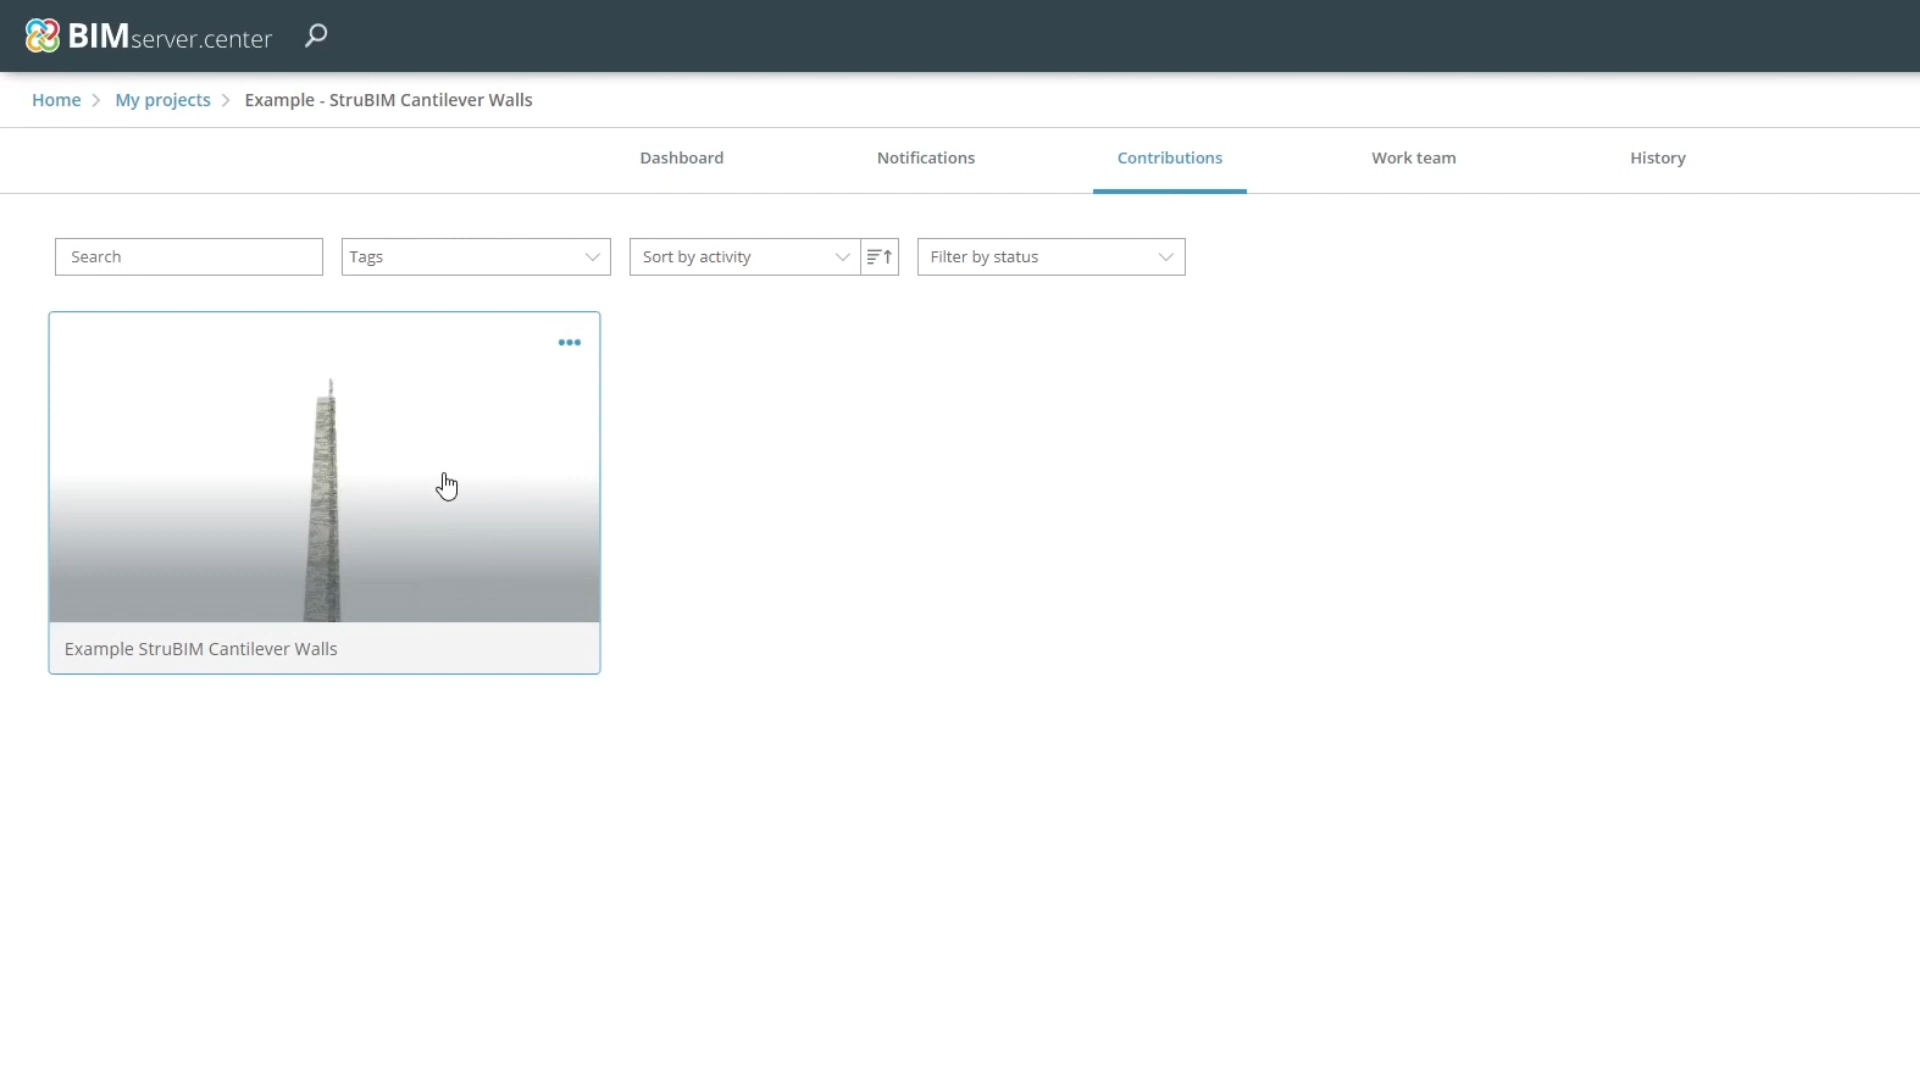 BIMserver.center
Home > My projects > Example - StruBIM Cantilever Walls
Dashboard Notifications Contributions Work team History
Search Tags Sort by activity Filter by status
Example StruBIM Cantilever Walls